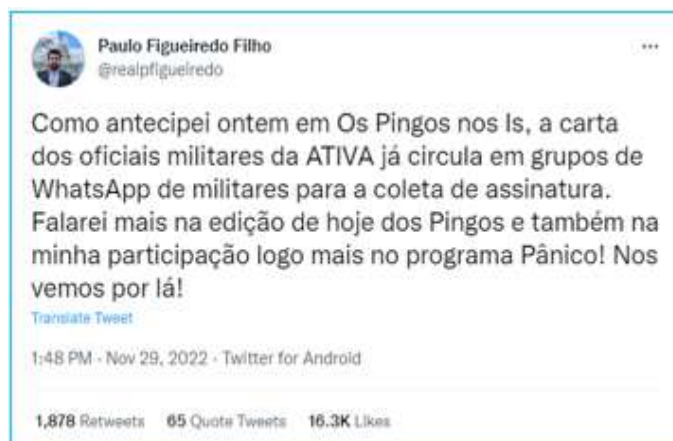 Paulo Figueiredo Filho
@realpfigueiredo
Como antecipei ontem em Os Pingos nos Is, a carta
dos oficiais militares da ATIVA já circula em grupos de
WhatsApp de militares para a coleta de assinatura.
Falarei mais na edição de hoje dos Pingos e também na
minha participação logo mais no programa Pânico! Nos
vemos por lá!
Translate Tweet
1:48 PM · Nov 29, 2022 · Twitter for Android
1,878 Retweets 65 Quote Tweets 16.3K Likes